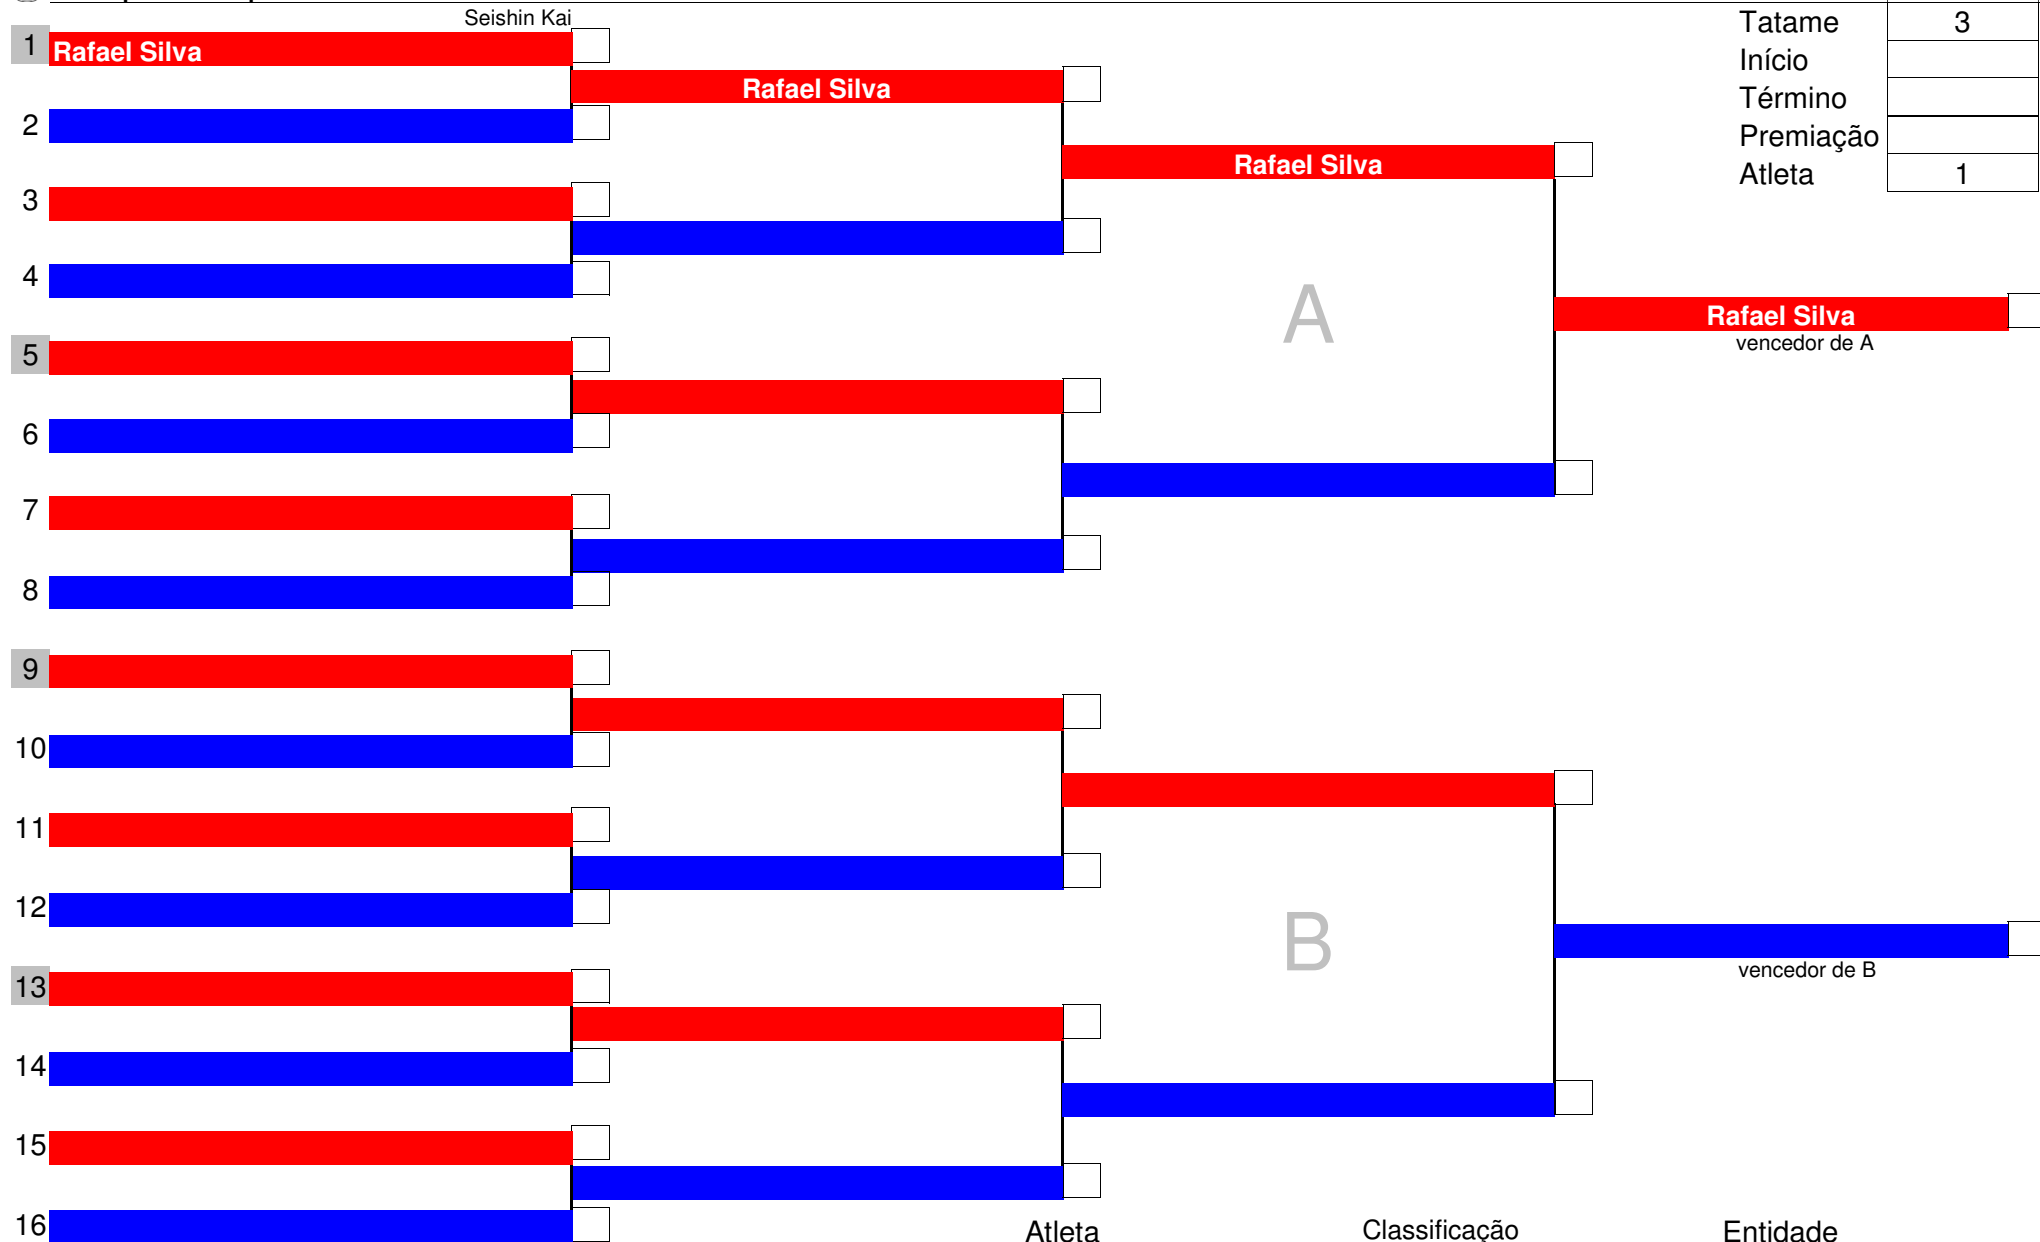 Seishin Kai
Tatame 3
1 Rafael Silva
Início
Rafael Silva
Término
2
Premiação
Rafael Silva
Atleta 1
3
4
A
Rafael Silva
vencedor de A
5
6
7
8
9
10
11
12
B
vencedor de B
13
14
15
16
Atleta Classificação Entidade